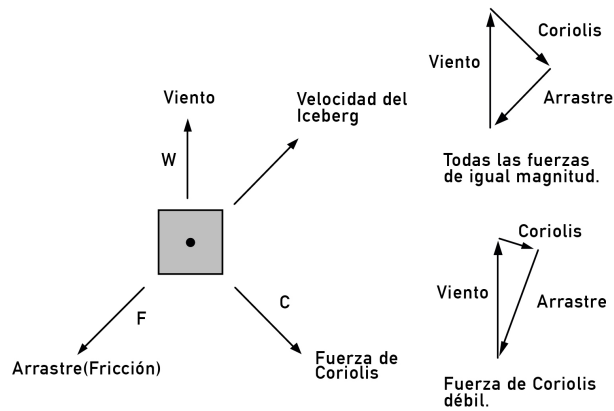 Viento
W
Velocidad del
Iceberg
F
Arrastre(Fricción)
C
Fuerza de
Coriolis
Coriolis
Viento
Arrastre
Todas las fuerzas
de igual magnitud.
Coriolis
Viento
Arrastre
Fuerza de Coriolis
débil.